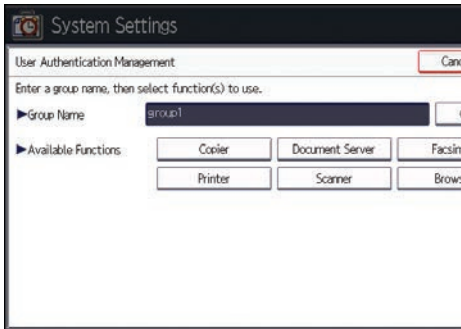 System Settings
User Authentication Management
Enter a group name, then select function(s) to use.
►Group Name group1
►Available Functions Copier Document Server
Printer Scanner